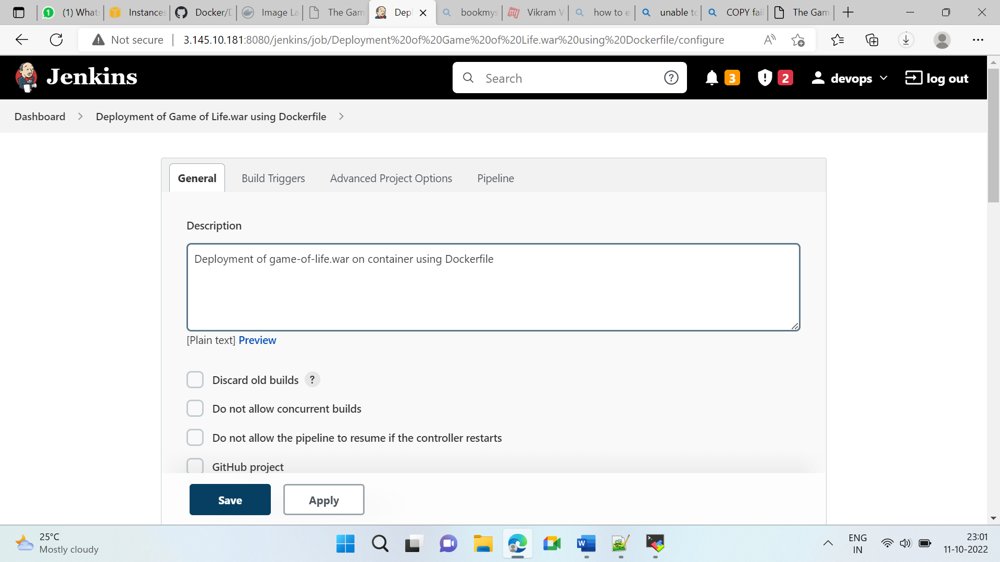 (1) What
Instances
Docker/D
Image La
The Gam
Depl
bookmys
Vikram V
how to e
unable to
COPY fail
The Gam
Not secure
3.145.10.181:8080/jenkins/job/Deployment%20of%20Game%20of%20Life.war%20using%20Dockerfile/configure
Jenkins
Search
3
2
devops
log out
Dashboard
Deployment of Game of Life.war using Dockerfile
General
Build Triggers
Advanced Project Options
Pipeline
Description
Deployment of game-of-life.war on container using Dockerfile
[Plain text] Preview
Discard old builds ?
Do not allow concurrent builds
Do not allow the pipeline to resume if the controller restarts
GitHub project
Save
Apply
25°C
Mostly cloudy
ENG
IN
23:01
11-10-2022